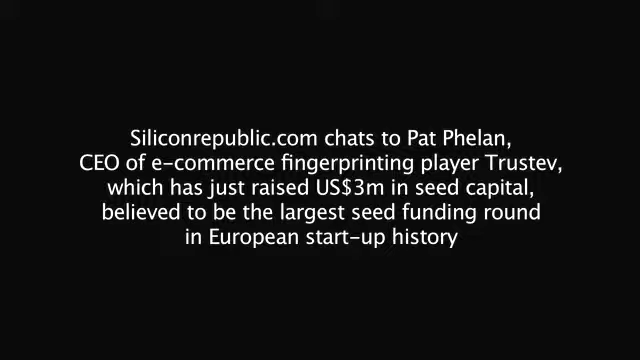 Siliconrepublic.com chats to Pat Phelan,
CEO of e-commerce fingerprinting player Trustev,
which has just raised US$3m in seed capital,
believed to be the largest seed funding round
in European start-up history